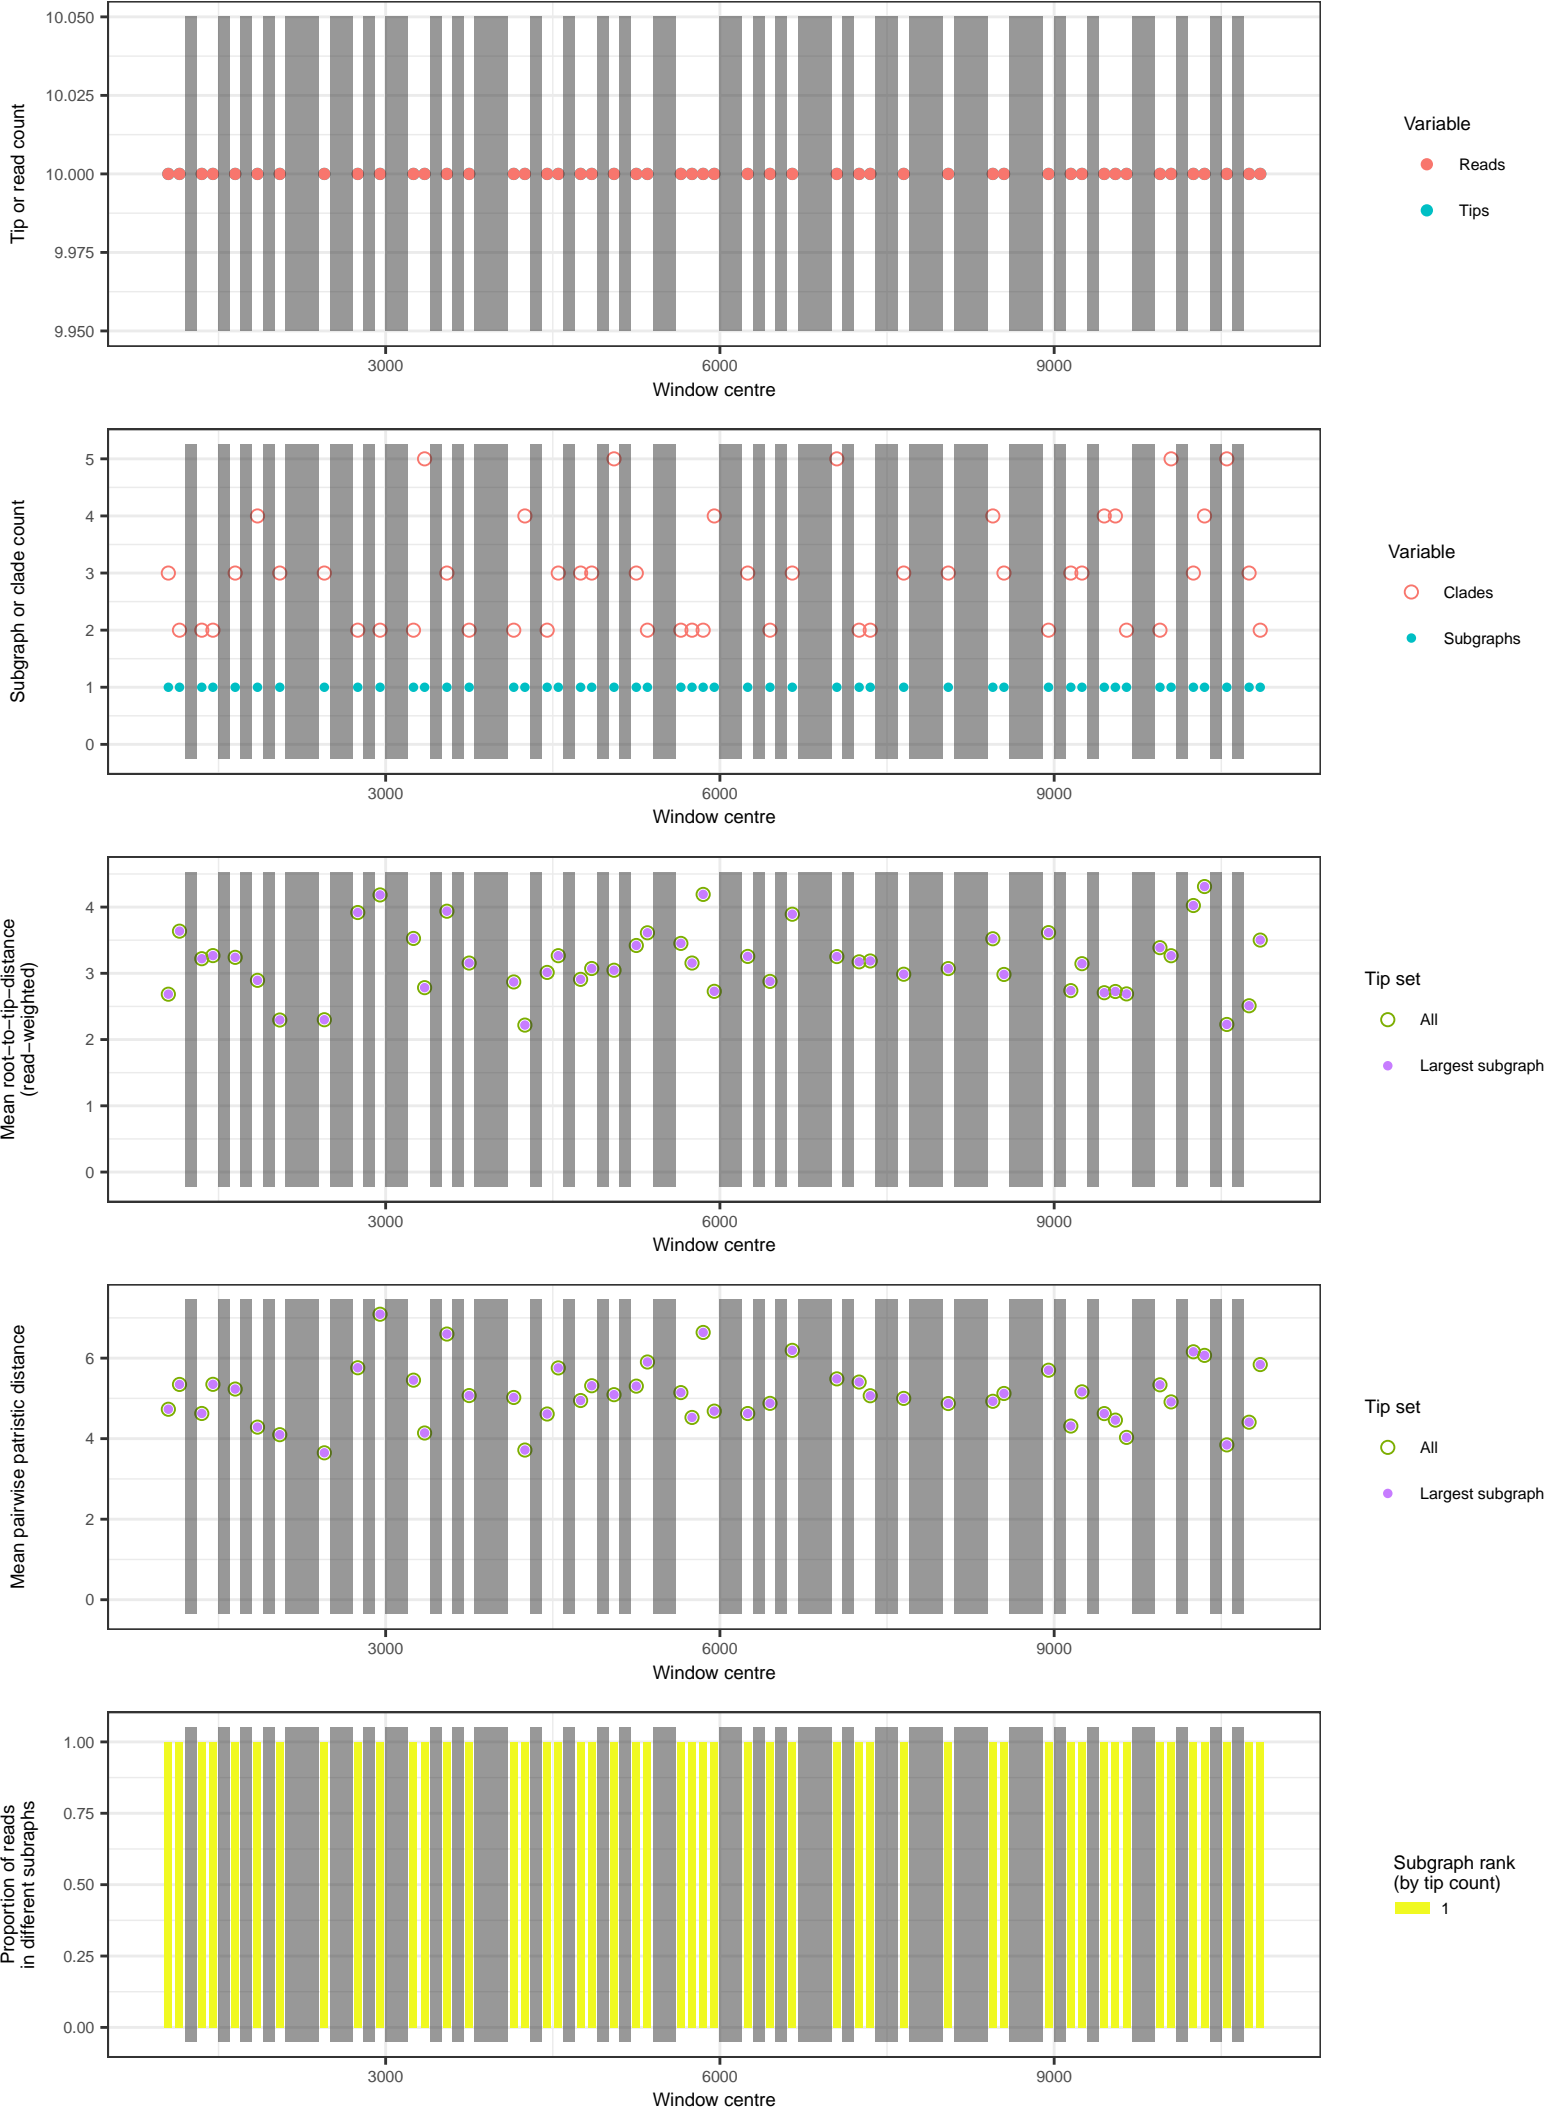 10.050
10.025
10.000
9.975
9.950
Tip or read count
3000 6000 9000
Window centre
Variable
Reads
Tips
5
4
3
2
1
0
Subgraph or clade count
3000 6000 9000
Window centre
Variable
Clades
Subgraphs
4
3
2
1
0
Mean root−to−tip−distance
(read−weighted)
3000 6000 9000
Window centre
Tip set
All
Largest subgraph
6
4
2
0
Mean pairwise patristic distance
3000 6000 9000
Window centre
Tip set
All
Largest subgraph
1.00
0.75
0.50
0.25
0.00
Proportion of reads
in different subraphs
3000 6000 9000
Window centre
Subgraph rank
(by tip count)
1